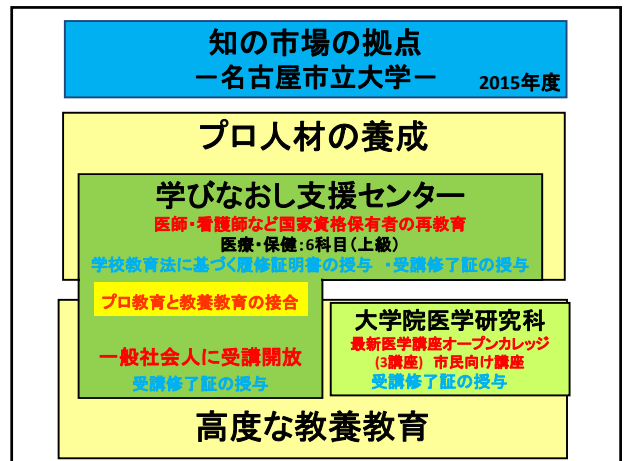 知の市場の拠点
－名古屋市立大学－
2015年度
プロ人材の養成
学びなおし支援センター
医師・看護師など国家資格保有者の再教育
医療・保健：6科目（上級）
学校教育法に基づく履修証明書の授与 ・受講修了証の授与
プロ教育と教養教育の接合
一般社会人に受講開放
受講修了証の授与
大学院医学研究科
最新医学講座オープンカレッジ
(3講座) 市民向け講座
受講修了証の授与
高度な教養教育